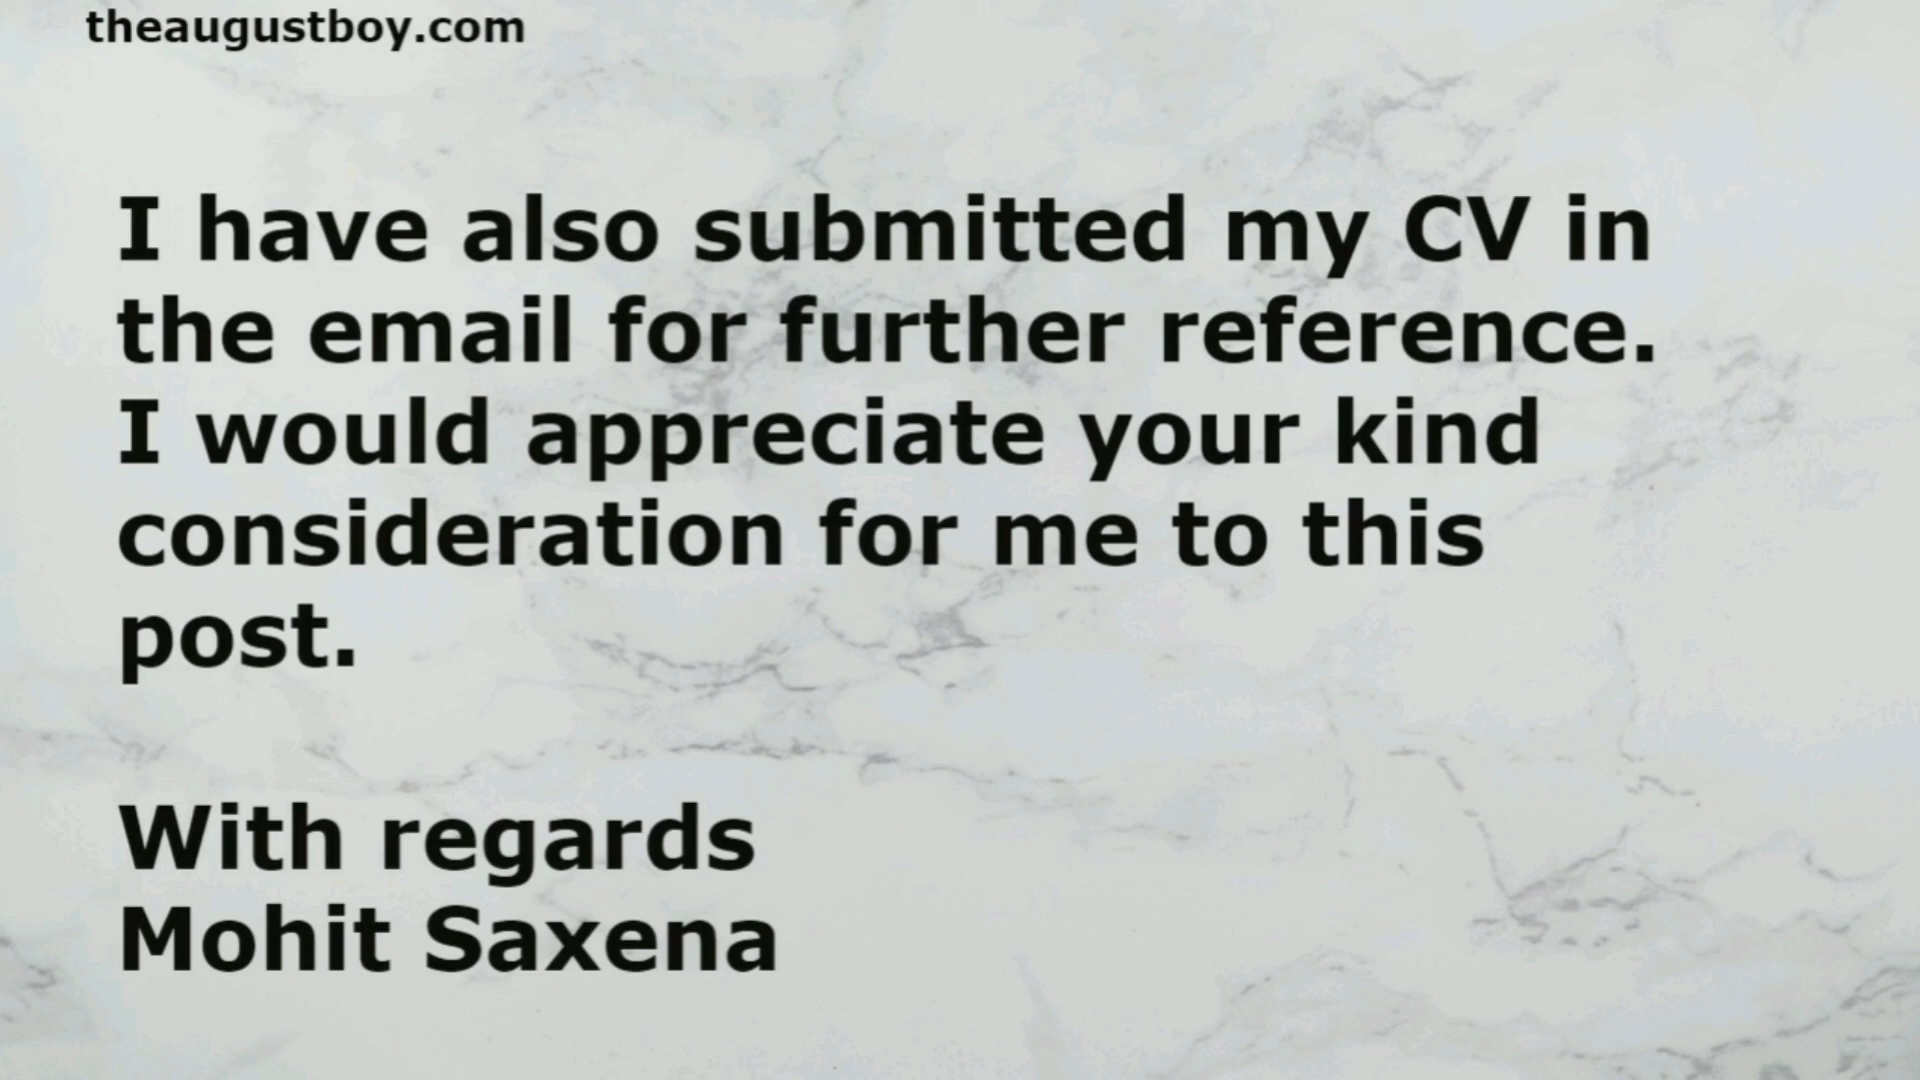 theaugustboy.com
I have also submitted my CV in
the email for further reference.
I would appreciate your kind
consideration for me to this
post.
With regards
Mohit Saxena